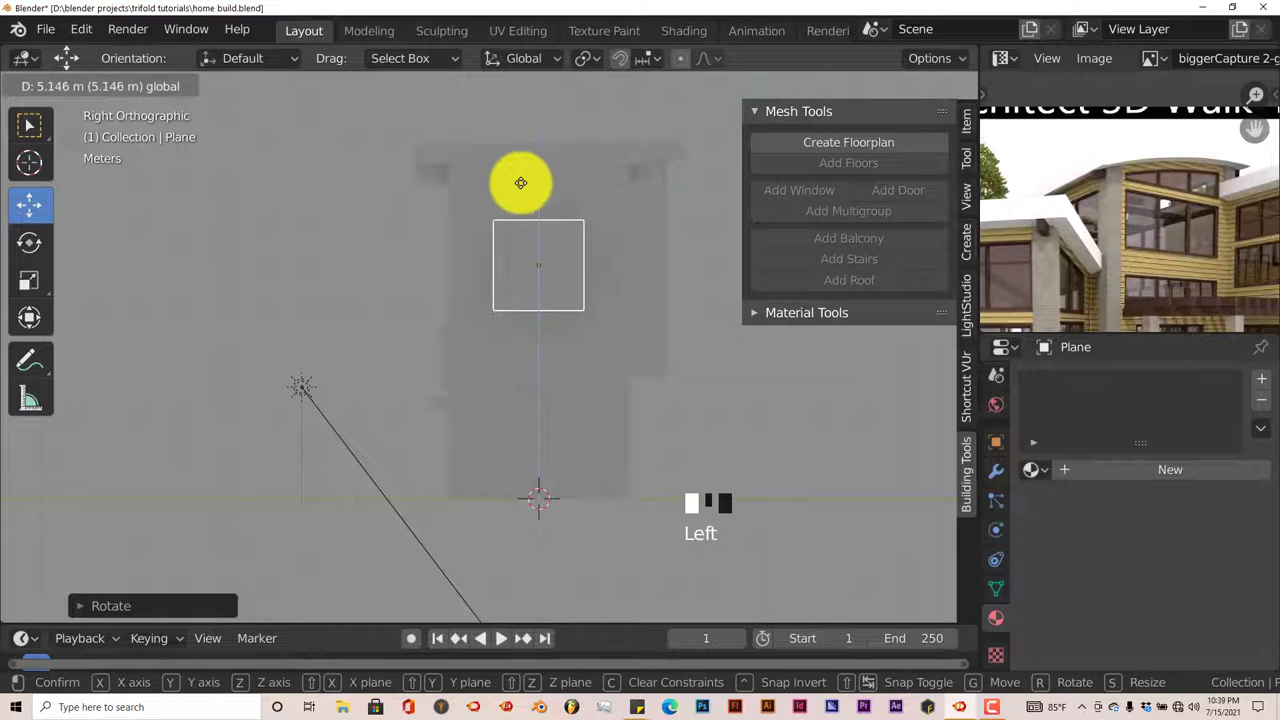 Blender* [D:\blender projects\trifold tutorials\home build.blend]
File Edit Render Window Help Layout Modeling Sculpting UV Editing Texture Paint Shading Animation Renderi Scene View Layer
Orientation: Default Drag: Select Box Global Options View Image biggerCapture 2-g
D: 5.146 m (5.146 m) global
Right Orthographic
(1) Collection | Plane
Meters
Mesh Tools
Create Floorplan
Add Floors
Add Window Add Door
Add Multigroup
Add Balcony
Add Stairs
Add Roof
Material Tools
Item
Tool
View
Create
LightStudio
Shortcut VUr
Building Tools
chitect 3D Walk
Plane
New
Left
Rotate
Playback Keying View Marker 1 Start 1 End 250
Confirm X X axis Y Y axis Z Z axis X X plane Y Y plane Z Z plane C Clear Constraints Snap Invert Snap Toggle G Move R Rotate S Resize
Type here to search
85°F
10:39 PM
7/15/2021